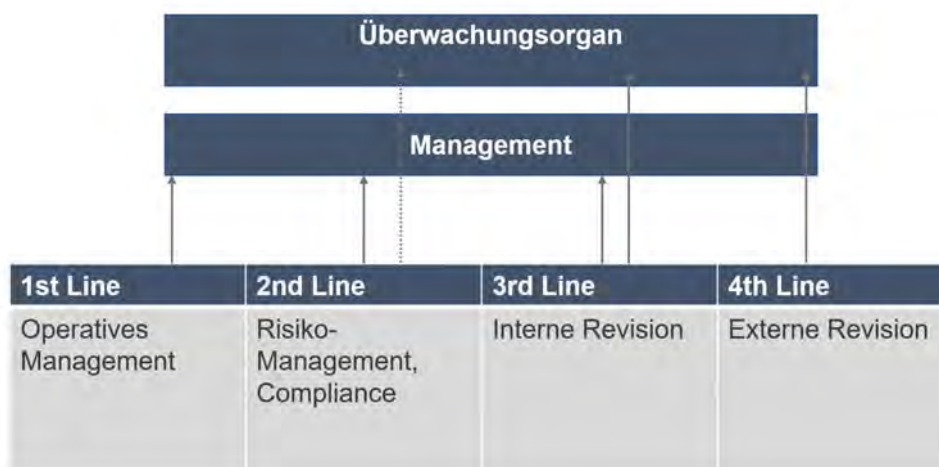 Überwachungsorgan
Management
1st Line
2nd Line
3rd Line
4th Line
Operatives
Management
Risiko-
Management,
Compliance
Interne Revision
Externe Revision